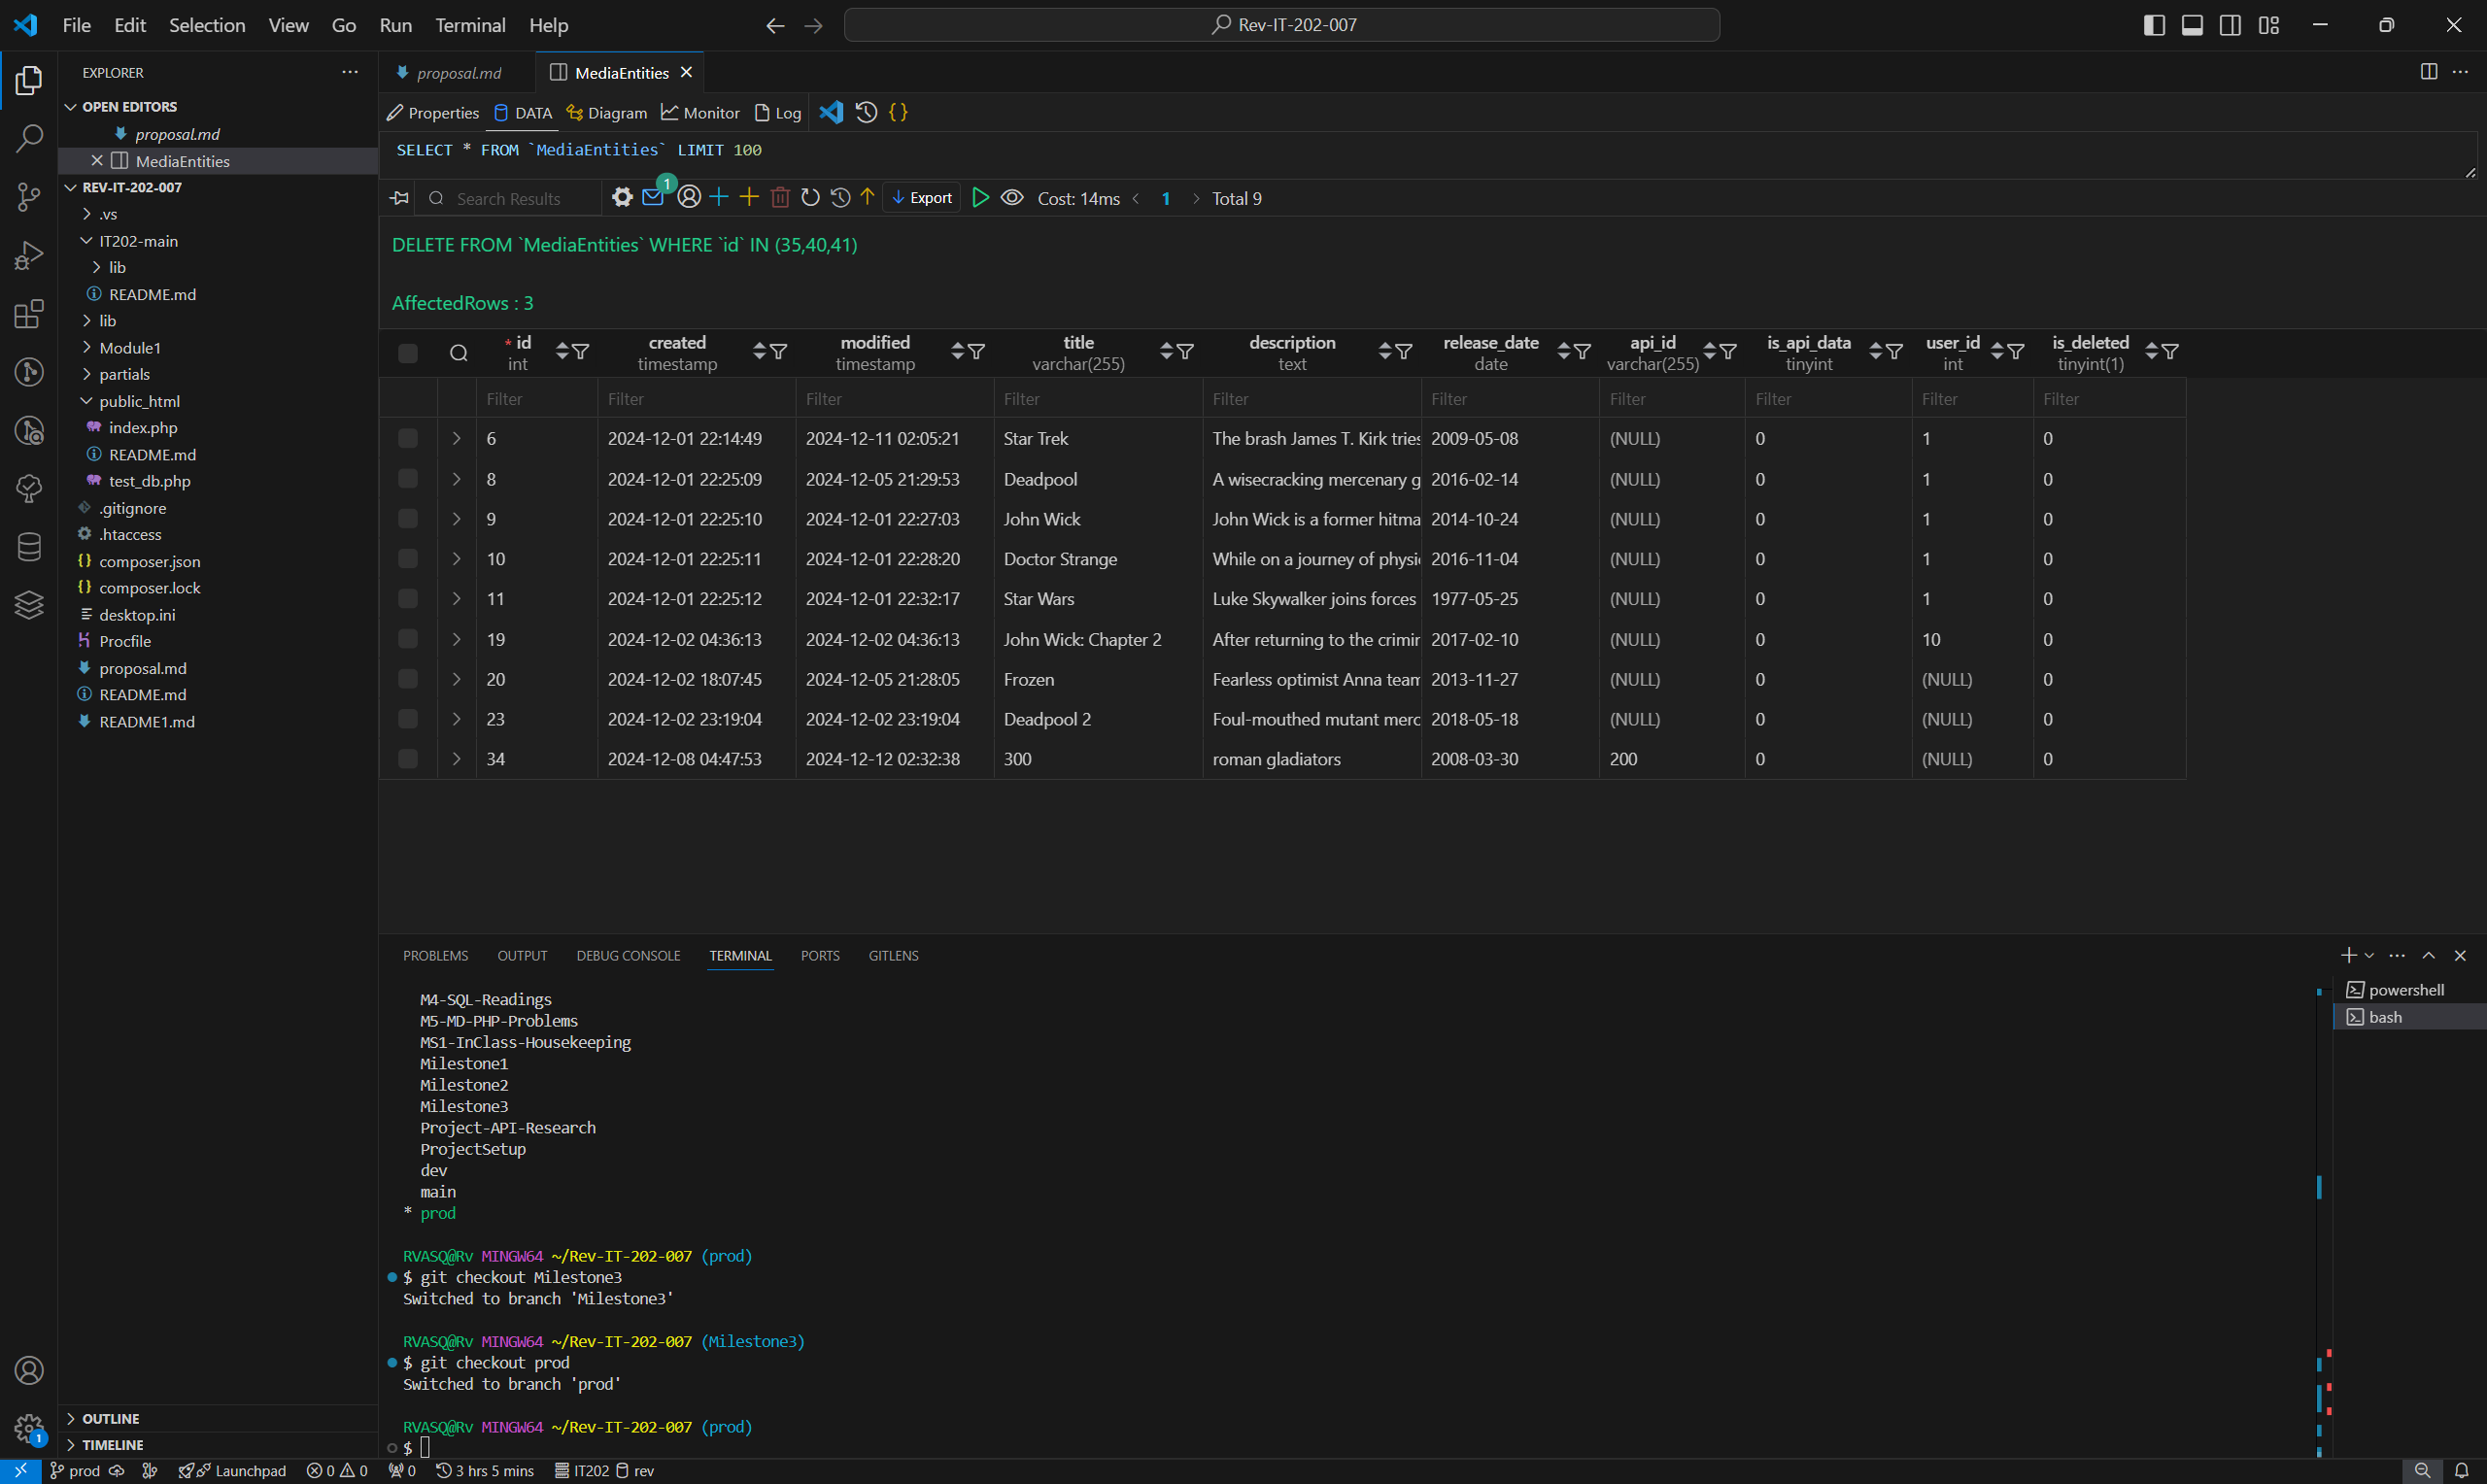 File Edit Selection View Go Run Terminal Help
Rev-IT-202-007
EXPLORER
OPEN EDITORS
proposal.md
MediaEntities
REV-IT-202-007
.vs
IT202-main
lib
README.md
lib
Module1
partials
public_html
index.php
README.md
test_db.php
.gitignore
.htaccess
composer.json
composer.lock
desktop.ini
Procfile
proposal.md
README.md
README1.md
OUTLINE
TIMELINE
proposal.md MediaEntities
Properties DATA Diagram Monitor Log
SELECT * FROM `MediaEntities` LIMIT 100
Search Results 1 Export Cost: 14ms 1 Total 9
DELETE FROM `MediaEntities` WHERE `id` IN (35,40,41)
AffectedRows : 3
* id created modified title description release_date api_id is_api_data user_id is_deleted
int timestamp timestamp varchar(255) text date varchar(255) tinyint int tinyint(1)
Filter Filter Filter Filter Filter Filter Filter Filter Filter Filter
6 2024-12-01 22:14:49 2024-12-11 02:05:21 Star Trek The brash James T. Kirk tries 2009-05-08 (NULL) 0 1 0
8 2024-12-01 22:25:09 2024-12-05 21:29:53 Deadpool A wisecracking mercenary g 2016-02-14 (NULL) 0 1 0
9 2024-12-01 22:25:10 2024-12-01 22:27:03 John Wick John Wick is a former hitma 2014-10-24 (NULL) 0 1 0
10 2024-12-01 22:25:11 2024-12-01 22:28:20 Doctor Strange While on a journey of physi 2016-11-04 (NULL) 0 1 0
11 2024-12-01 22:25:12 2024-12-01 22:32:17 Star Wars Luke Skywalker joins forces 1977-05-25 (NULL) 0 1 0
19 2024-12-02 04:36:13 2024-12-02 04:36:13 John Wick: Chapter 2 After returning to the crimir 2017-02-10 (NULL) 0 10 0
20 2024-12-02 18:07:45 2024-12-05 21:28:05 Frozen Fearless optimist Anna team 2013-11-27 (NULL) 0 (NULL) 0
23 2024-12-02 23:19:04 2024-12-02 23:19:04 Deadpool 2 Foul-mouthed mutant merc 2018-05-18 (NULL) 0 (NULL) 0
34 2024-12-08 04:47:53 2024-12-12 02:32:38 300 roman gladiators 2008-03-30 200 0 (NULL) 0
PROBLEMS OUTPUT DEBUG CONSOLE TERMINAL PORTS GITLENS
powershell
bash
M4-SQL-Readings
M5-MD-PHP-Problems
MS1-InClass-Housekeeping
Milestone1
Milestone2
Milestone3
Project-API-Research
ProjectSetup
dev
main
* prod
RVASQ@Rv MINGW64 ~/Rev-IT-202-007 (prod)
$ git checkout Milestone3
Switched to branch 'Milestone3'
RVASQ@Rv MINGW64 ~/Rev-IT-202-007 (Milestone3)
$ git checkout prod
Switched to branch 'prod'
RVASQ@Rv MINGW64 ~/Rev-IT-202-007 (prod)
$
1
prod Launchpad 0 0 0 3 hrs 5 mins IT202 rev